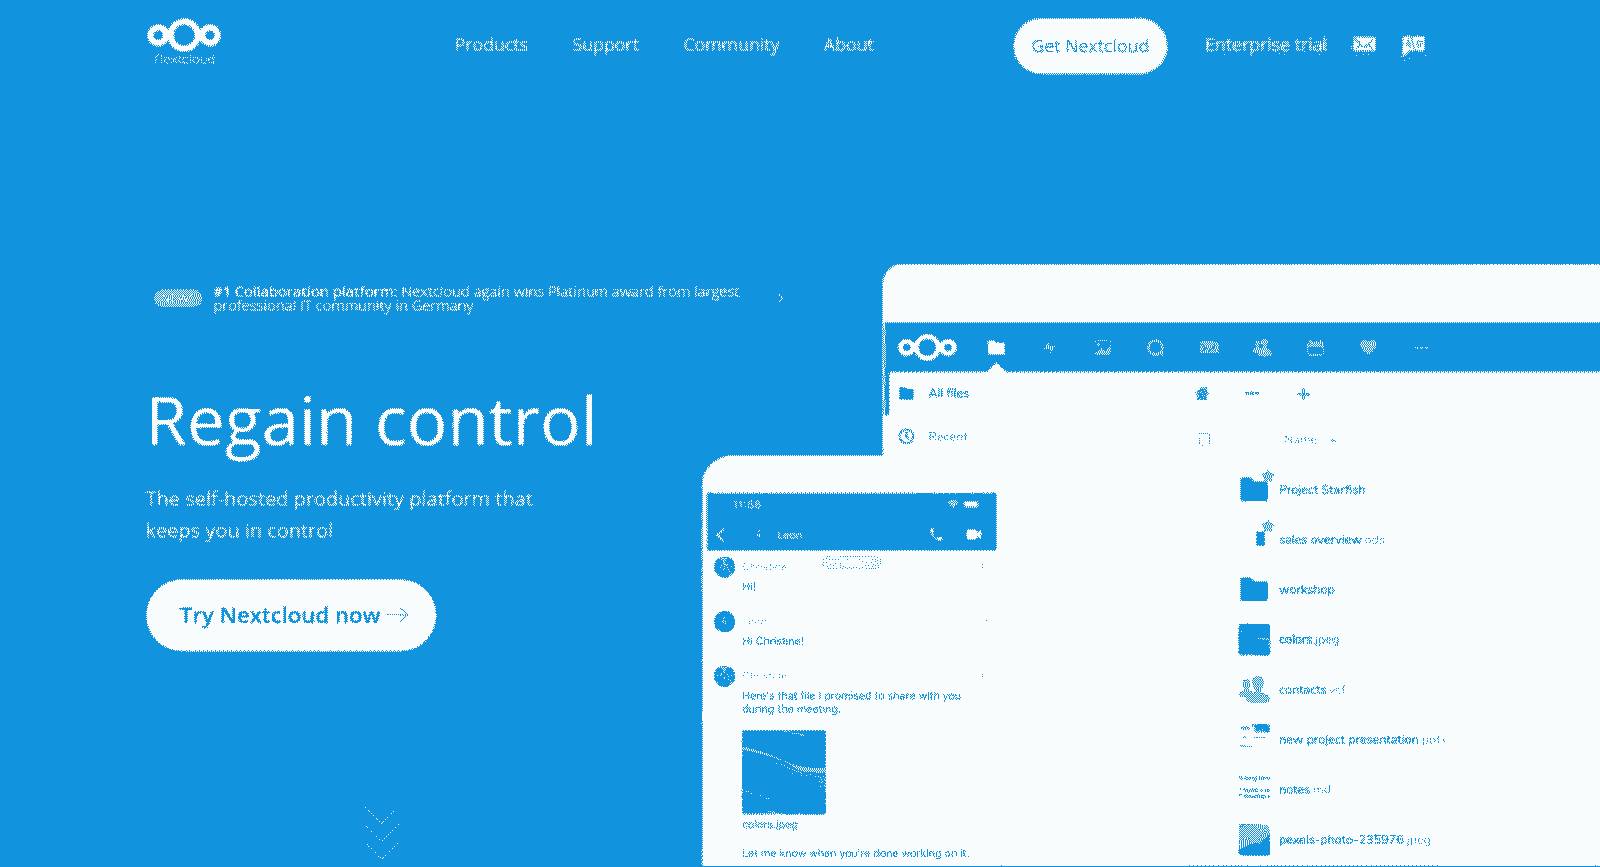 Nextcloud
Products
Support
Community
About
Get Nextcloud
Enterprise trial
#1 Collaboration platform: Nextcloud again wins Platinum award from largest
professional IT community in Germany
Regain control
The self-hosted productivity platform that
keeps you in control
Try Nextcloud now
All files
Recent
Name
Project Starfish
sales overview.ods
workshop
colors.jpeg
contacts.vcf
new project presentation
notes.md
pexels-photo-235976.jpeg
11:56
Leon
Christine
Hi!
Hi Christine!
Christine
Here's that file I promised to share with you
during the meeting.
colors.jpeg
Let me know when you're done working on it.